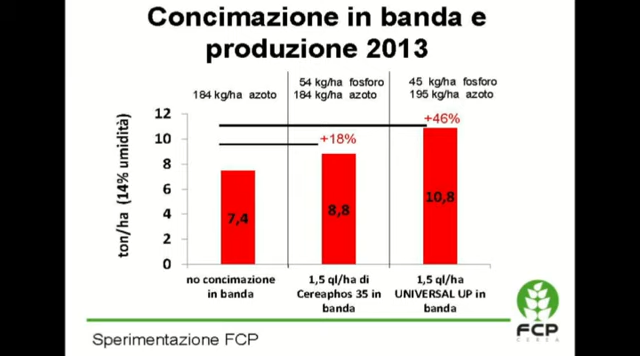 Concimazione in banda e
produzione 2013
184 kg/ha azoto
54 kg/ha fosforo
184 kg/ha azoto
45 kg/ha fosforo
195 kg/ha azoto
ton/ha (14% umidità)
12
10
8
6
4
2
0
+18%
+46%
7,4
8,8
10,8
no concimazione
in banda
1,5 ql/ha di
Cereaphos 35 in
banda
1,5 ql/ha
UNIVERSAL UP in
banda
FCP
CEREA
Sperimentazione FCP